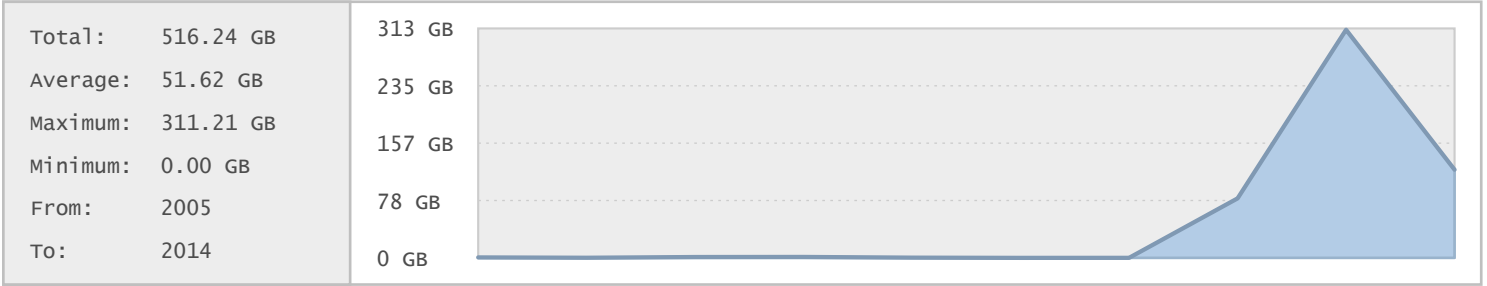 Total: 516.24 GB
Average: 51.62 GB
Maximum: 311.21 GB
Minimum: 0.00 GB
From: 2005
To: 2014
313 GB
235 GB
157 GB
78 GB
0 GB